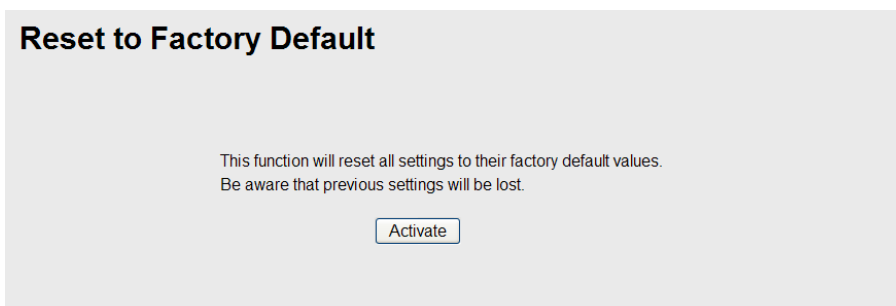 Reset to Factory Default
This function will reset all settings to their factory default values.
Be aware that previous settings will be lost.
Activate